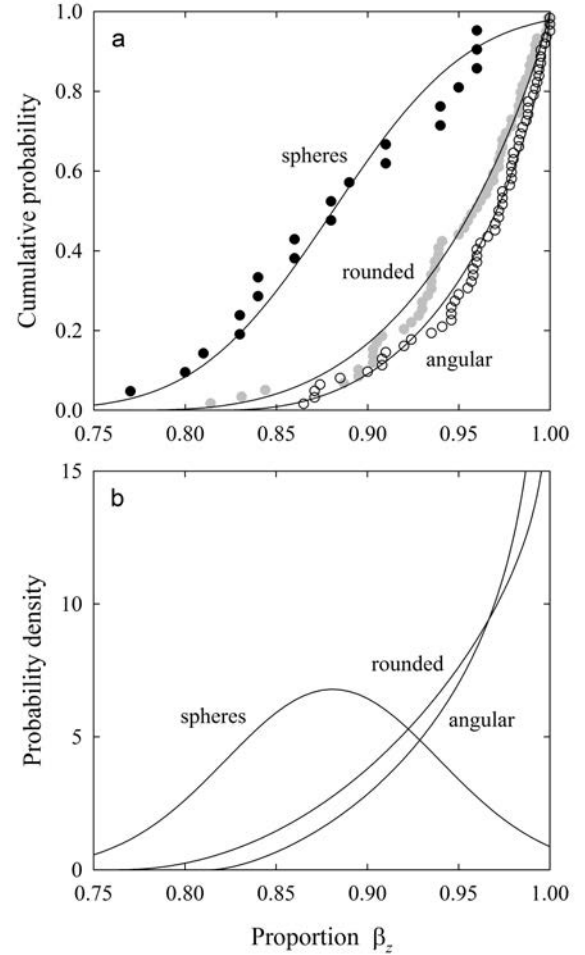 a
1.0
0.8
0.6
0.4
0.2
0.0
Cumulative probability
spheres
rounded
angular
0.75 0.80 0.85 0.90 0.95 1.00
b
15
10
5
0
Probability density
spheres
rounded
angular
0.75 0.80 0.85 0.90 0.95 1.00
Proportion β_z